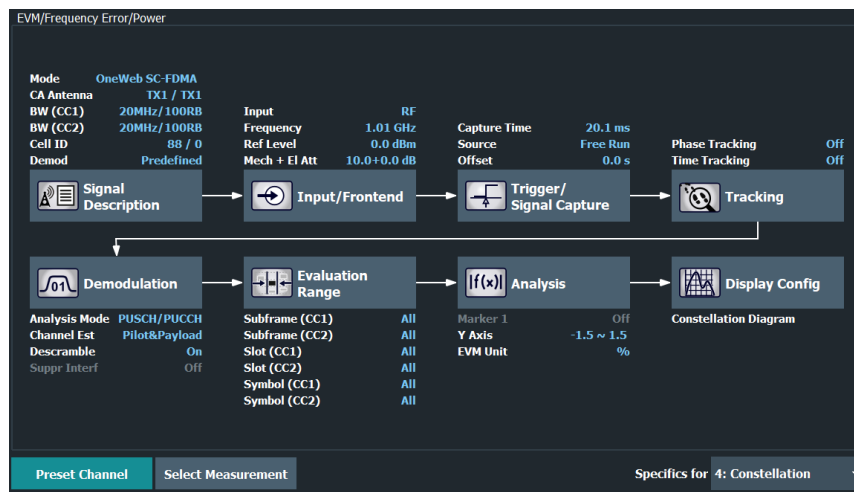 EVM/Frequency Error/Power
Mode OneWeb SC-FDMA
CA Antenna TX1 / TX1
BW (CC1) 20MHz/100RB
BW (CC2) 20MHz/100RB
Cell ID 88 / 0
Demod Predefined
Input RF
Frequency 1.01 GHz
Ref Level 0.0 dBm
Mech + El Att 10.0+0.0 dB
Capture Time 20.1 ms
Source Free Run
Offset 0.0 s
Phase Tracking Off
Time Tracking Off
Signal
Description
Input/Frontend
Trigger/
Signal Capture
Tracking
Demodulation
Evaluation
Range
Analysis
Display Config
Analysis Mode PUSCH/PUCCH
Channel Est Pilot&Payload
Descramble On
Suppr Interf Off
Subframe (CC1) All
Subframe (CC2) All
Slot (CC1) All
Slot (CC2) All
Symbol (CC1) All
Symbol (CC2) All
Marker 1 Off
Y Axis -1.5 ~ 1.5
EVM Unit %
Constellation Diagram
Preset Channel
Select Measurement
Specifics for 4: Constellation